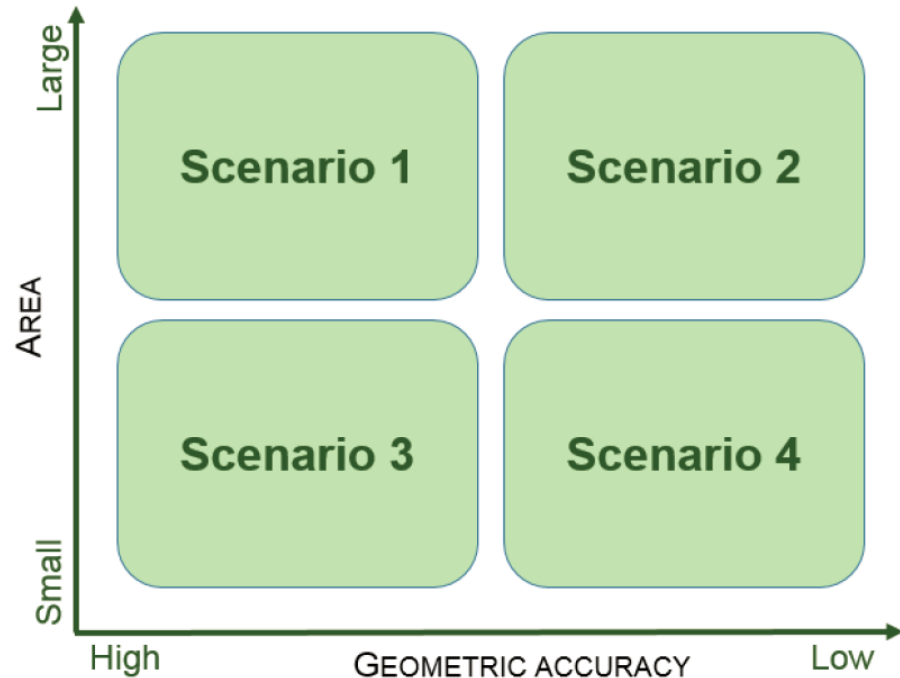 Large
Scenario 1
Scenario 2
AREA
Scenario 3
Scenario 4
Small
High
GEOMETRIC ACCURACY
Low